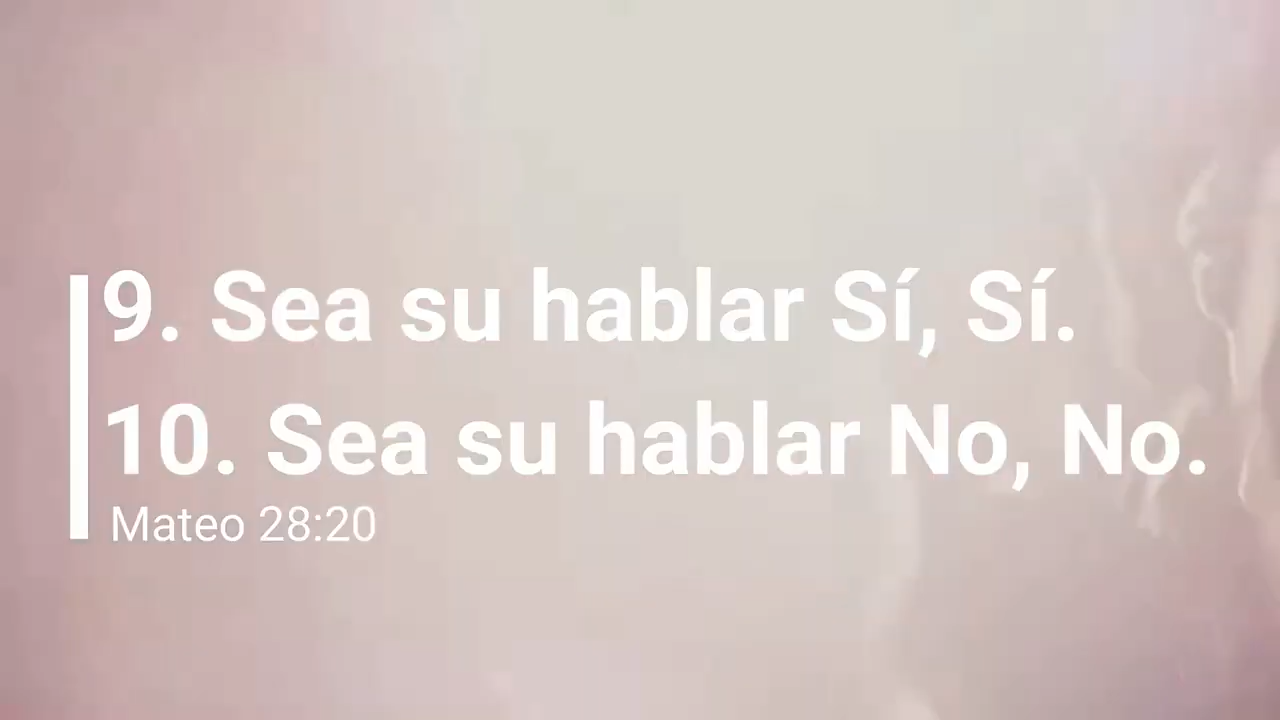 9. Sea su hablar Sí, Sí.
10. Sea su hablar No, No.
Mateo 28:20